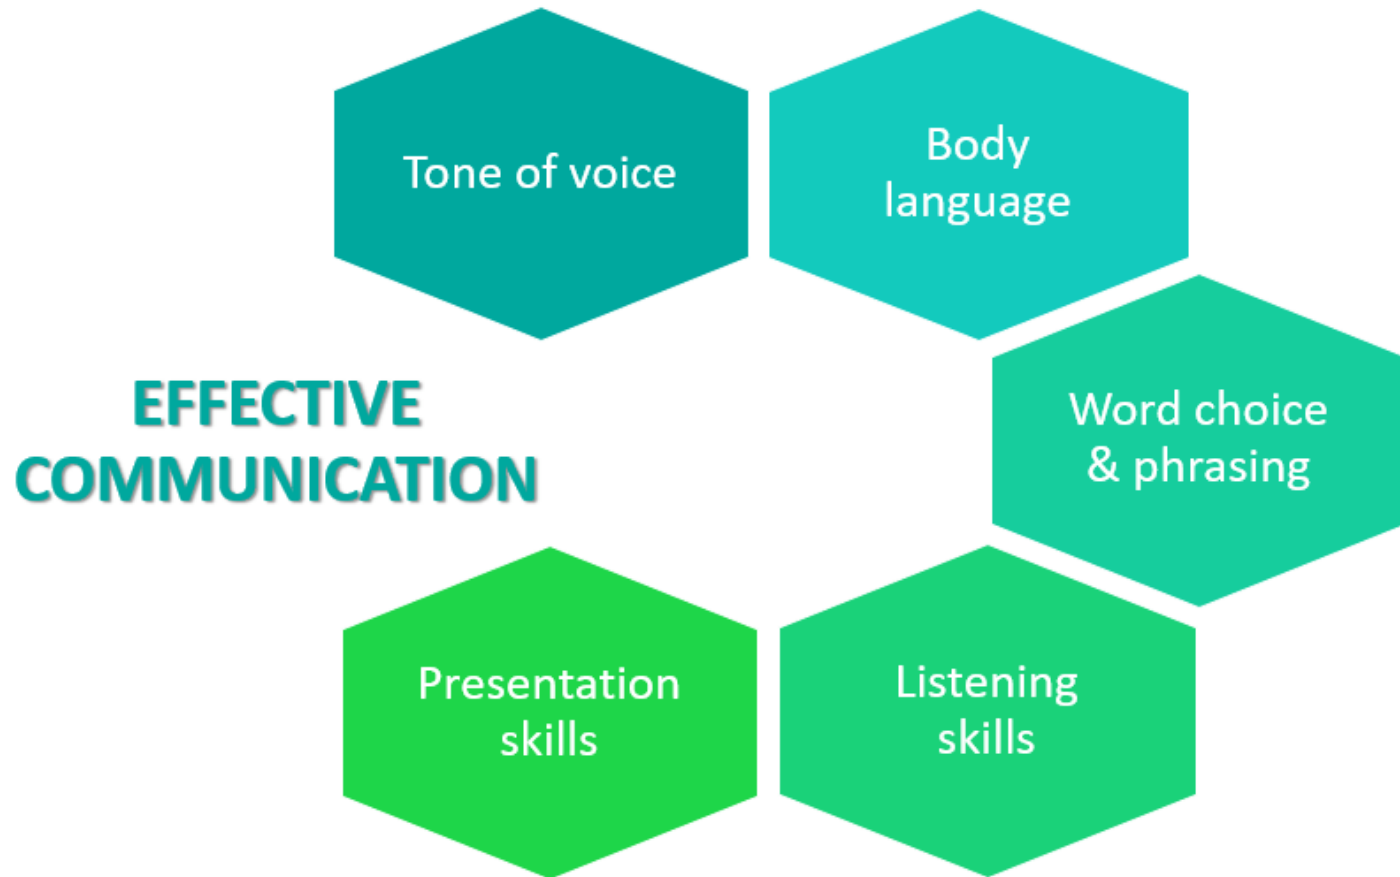 Tone of voice
Body
language
EFFECTIVE
COMMUNICATION
Word choice
& phrasing
Presentation
skills
Listening
skills